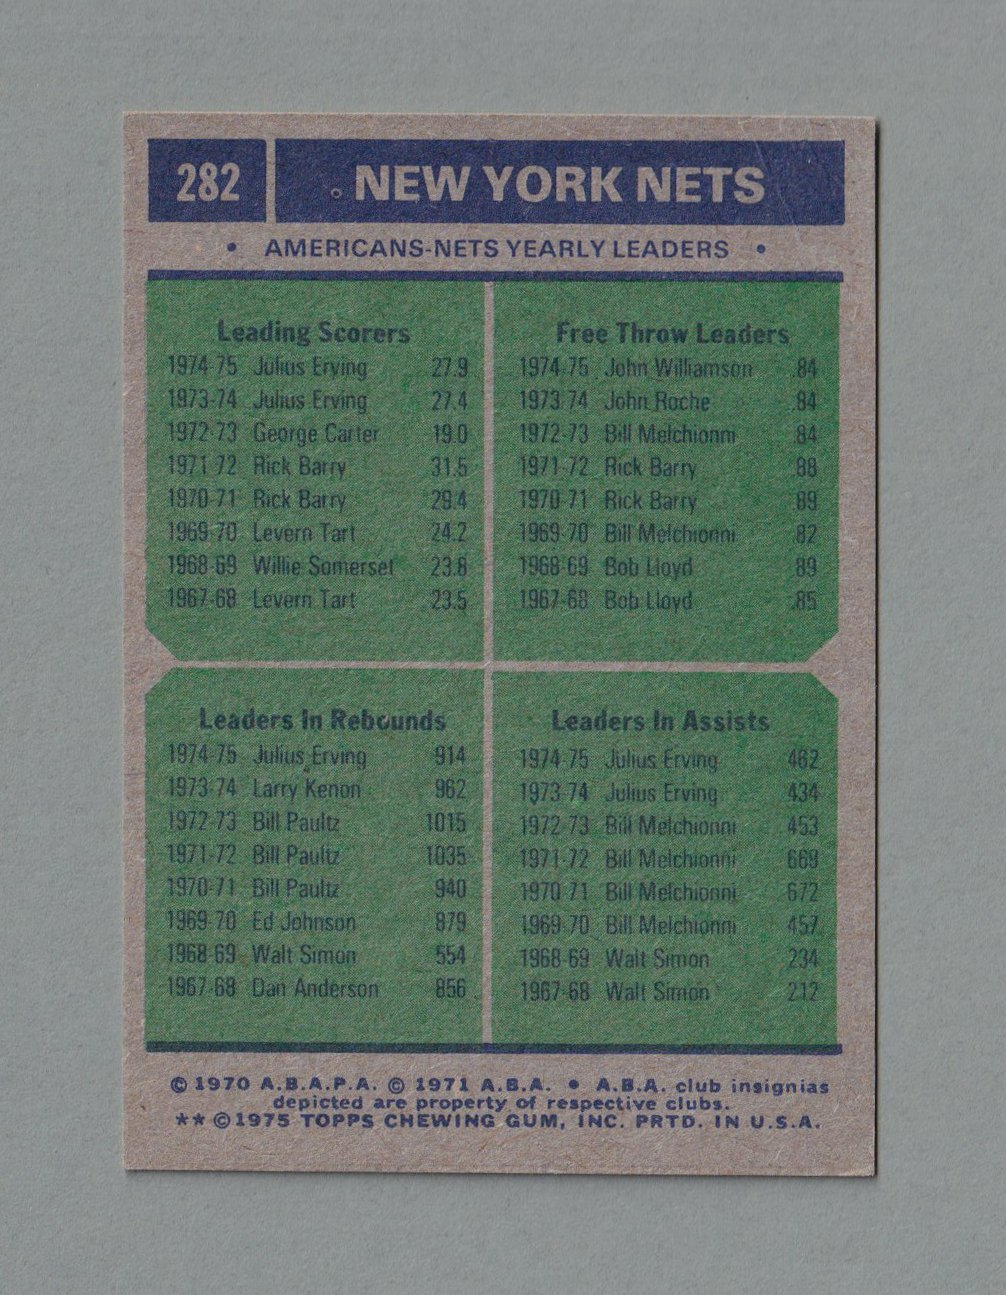 282
NEW YORK NETS
• AMERICANS-NETS YEARLY LEADERS •
Leading Scorers
1974-75 Julius Erving 27.9
1973-74 Julius Erving 27.4
1972-73 George Carter 19.0
1971-72 Rick Barry 31.5
1970-71 Rick Barry 29.4
1969-70 Levern Tart 24.2
1968-69 Willie Somerset 23.8
1967-68 Levern Tart 23.5
Free Throw Leaders
1974-75 John Williamson .84
1973-74 John Roche .84
1972-73 Bill Melchionni .84
1971-72 Rick Barry .88
1970-71 Rick Barry .89
1969-70 Bill Melchionni .82
1968-69 Bob Lloyd .89
1967-68 Bob Lloyd .85
Leaders In Rebounds
1974-75 Julius Erving 914
1973-74 Larry Kenon 962
1972-73 Bill Paultz 1015
1971-72 Bill Paultz 1035
1970-71 Bill Paultz 940
1969-70 Ed Johnson 879
1968-69 Walt Simon 554
1967-68 Dan Anderson 856
Leaders In Assists
1974-75 Julius Erving 462
1973-74 Julius Erving 434
1972-73 Bill Melchionni 453
1971-72 Bill Melchionni 669
1970-71 Bill Melchionni 672
1969-70 Bill Melchionni 457
1968-69 Walt Simon 234
1967-68 Walt Simon 212
© 1970 A.B.A.P.A. © 1971 A.B.A. • A.B.A. club insignias
depicted are property of respective clubs.
** ©1975 TOPPS CHEWING GUM, INC. PRTD. IN U.S.A.